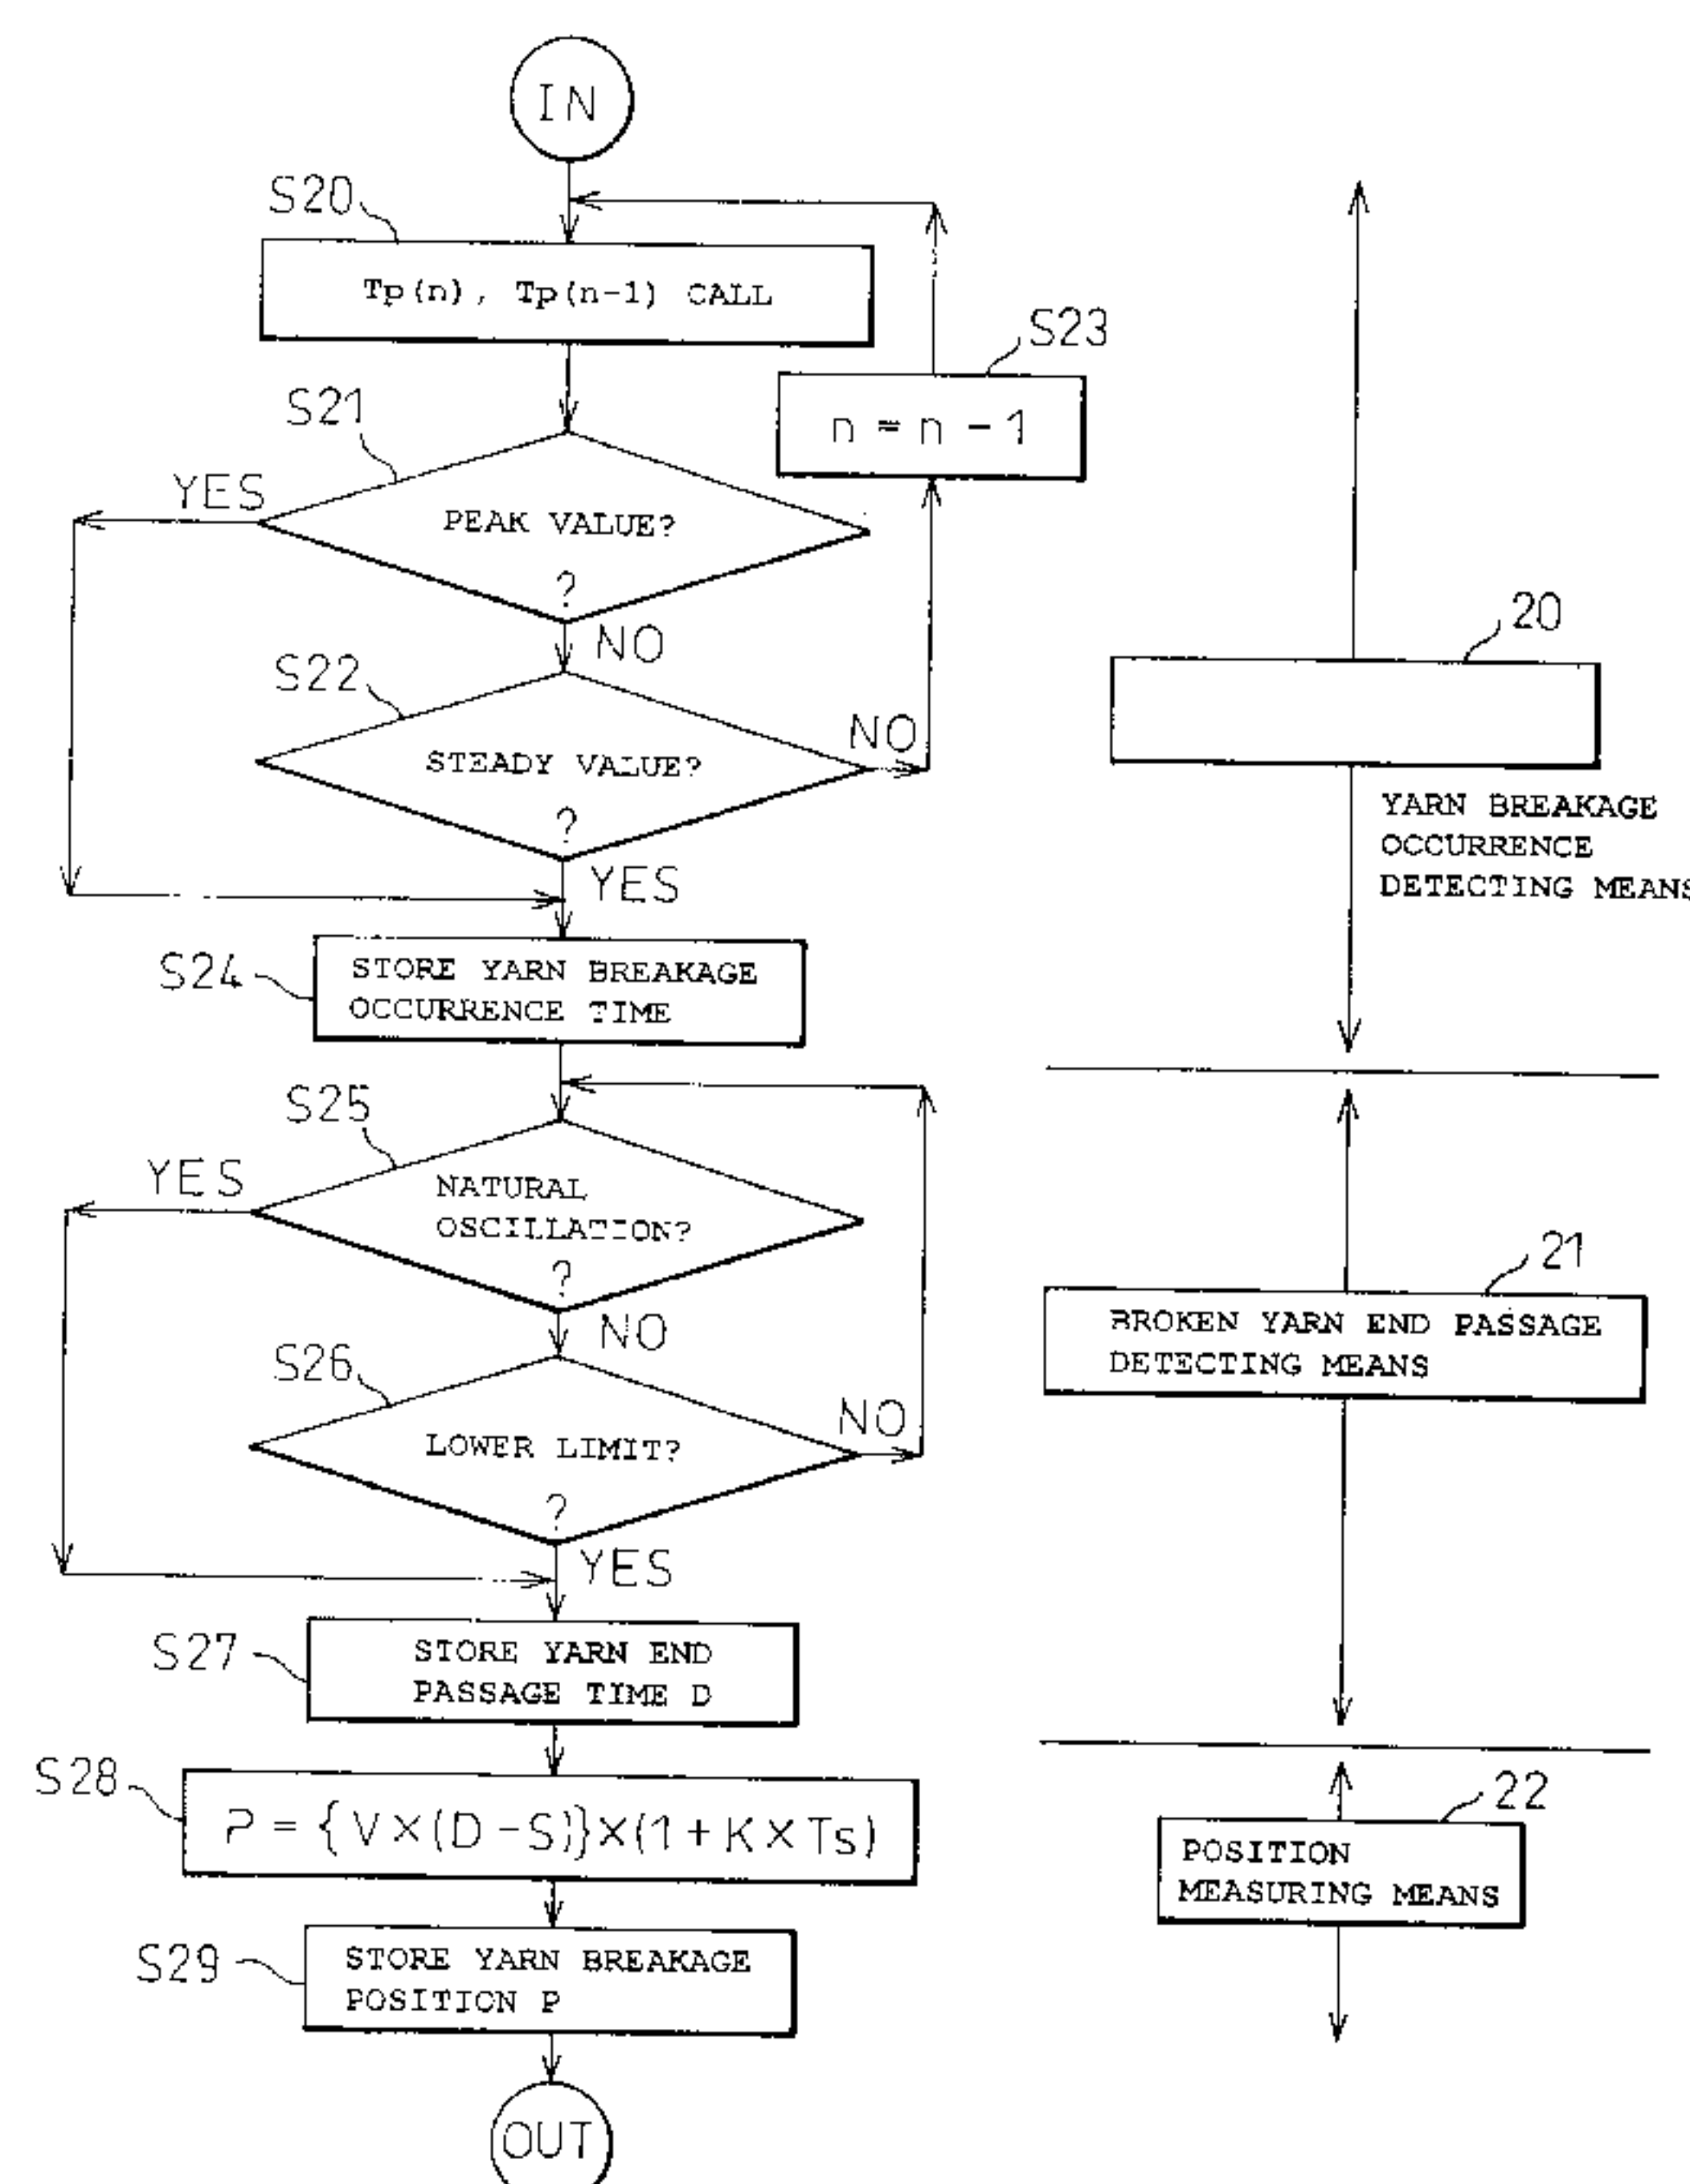 IN
S20
Tp(n), Tp(n-1) CALL
S23
n = n - 1
S21
YES
PEAK VALUE?
?
NO
S22
NO
STEADY VALUE?
?
YES
S24
STORE YARN BREAKAGE
OCCURRENCE TIME
S25
YES
NATURAL
OSCILLATION?
?
NO
S26
NO
LOWER LIMIT?
?
YES
S27
STORE YARN END
PASSAGE TIME D
S28
P = {V×(D-S)}×(1+K×Ts)
S29
STORE YARN BREAKAGE
POSITION P
OUT
20
YARN BREAKAGE
OCCURRENCE
DETECTING MEANS
21
BROKEN YARN END PASSAGE
DETECTING MEANS
22
POSITION
MEASURING MEANS